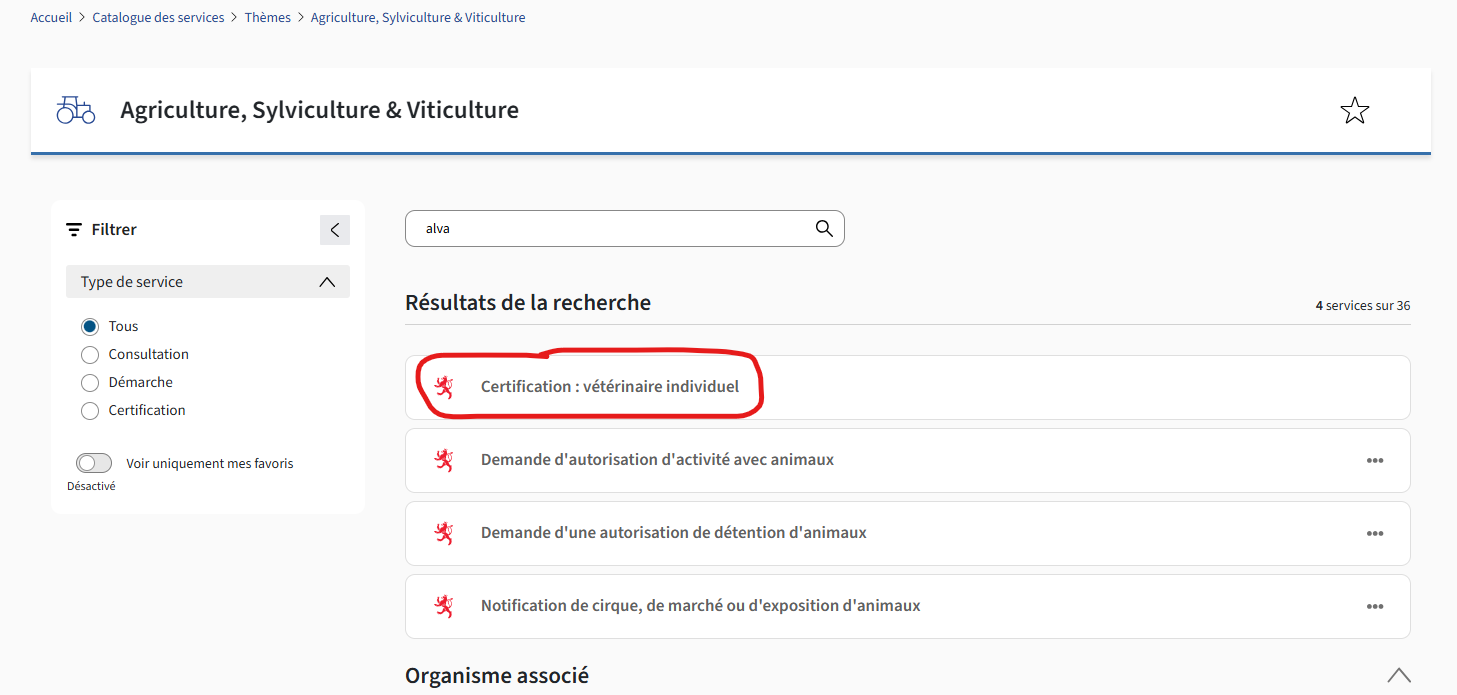 Accueil > Catalogue des services > Thèmes > Agriculture, Sylviculture & Viticulture
Agriculture, Sylviculture & Viticulture
Filtrer
Type de service
Tous
Consultation
Démarche
Certification
Voir uniquement mes favoris
Désactivé
alva
Résultats de la recherche
4 services sur 36
Certification : vétérinaire individuel
Demande d'autorisation d'activité avec animaux
Demande d'une autorisation de détention d'animaux
Notification de cirque, de marché ou d'exposition d'animaux
Organisme associé